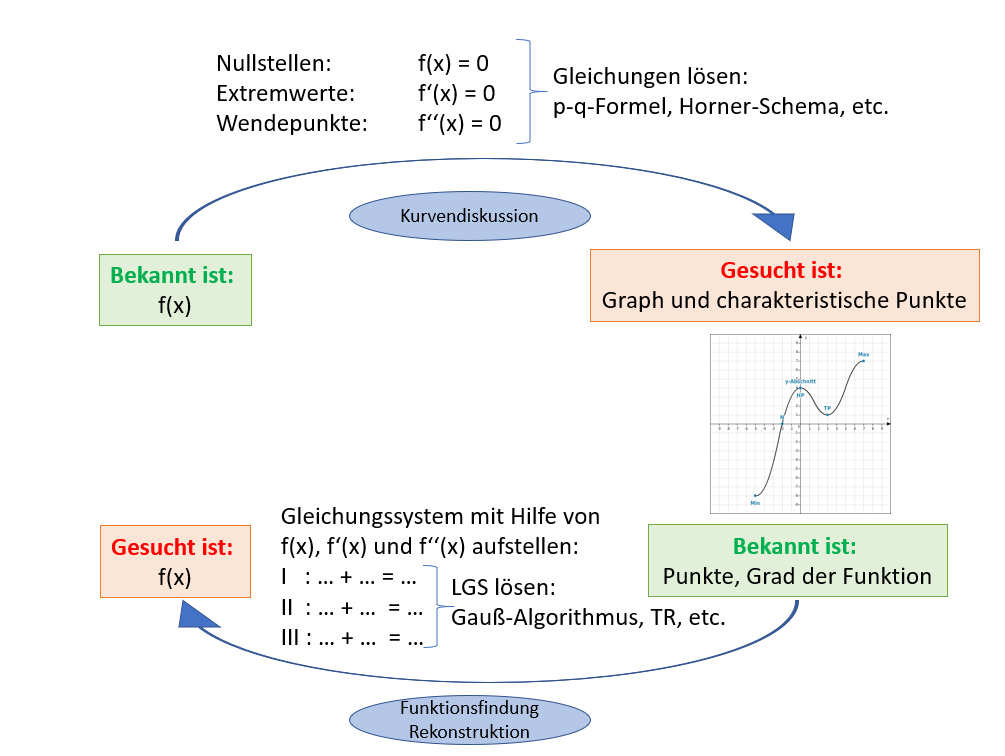 Nullstellen: f(x) = 0
Extremwerte: f‘(x) = 0
Wendepunkte: f‘‘(x) = 0
Gleichungen lösen:
p-q-Formel, Horner-Schema, etc.
Kurvendiskussion
Bekannt ist:
f(x)
Gesucht ist:
Graph und charakteristische Punkte
Max
y-Abschnitt
HP
TP
N
Min
Gesucht ist:
f(x)
Gleichungssystem mit Hilfe von
f(x), f‘(x) und f‘‘(x) aufstellen:
I : ... + ... = ...
II : ... + ... = ...
III : ... + ... = ...
LGS lösen:
Gauß-Algorithmus, TR, etc.
Bekannt ist:
Punkte, Grad der Funktion
Funktionsfindung
Rekonstruktion